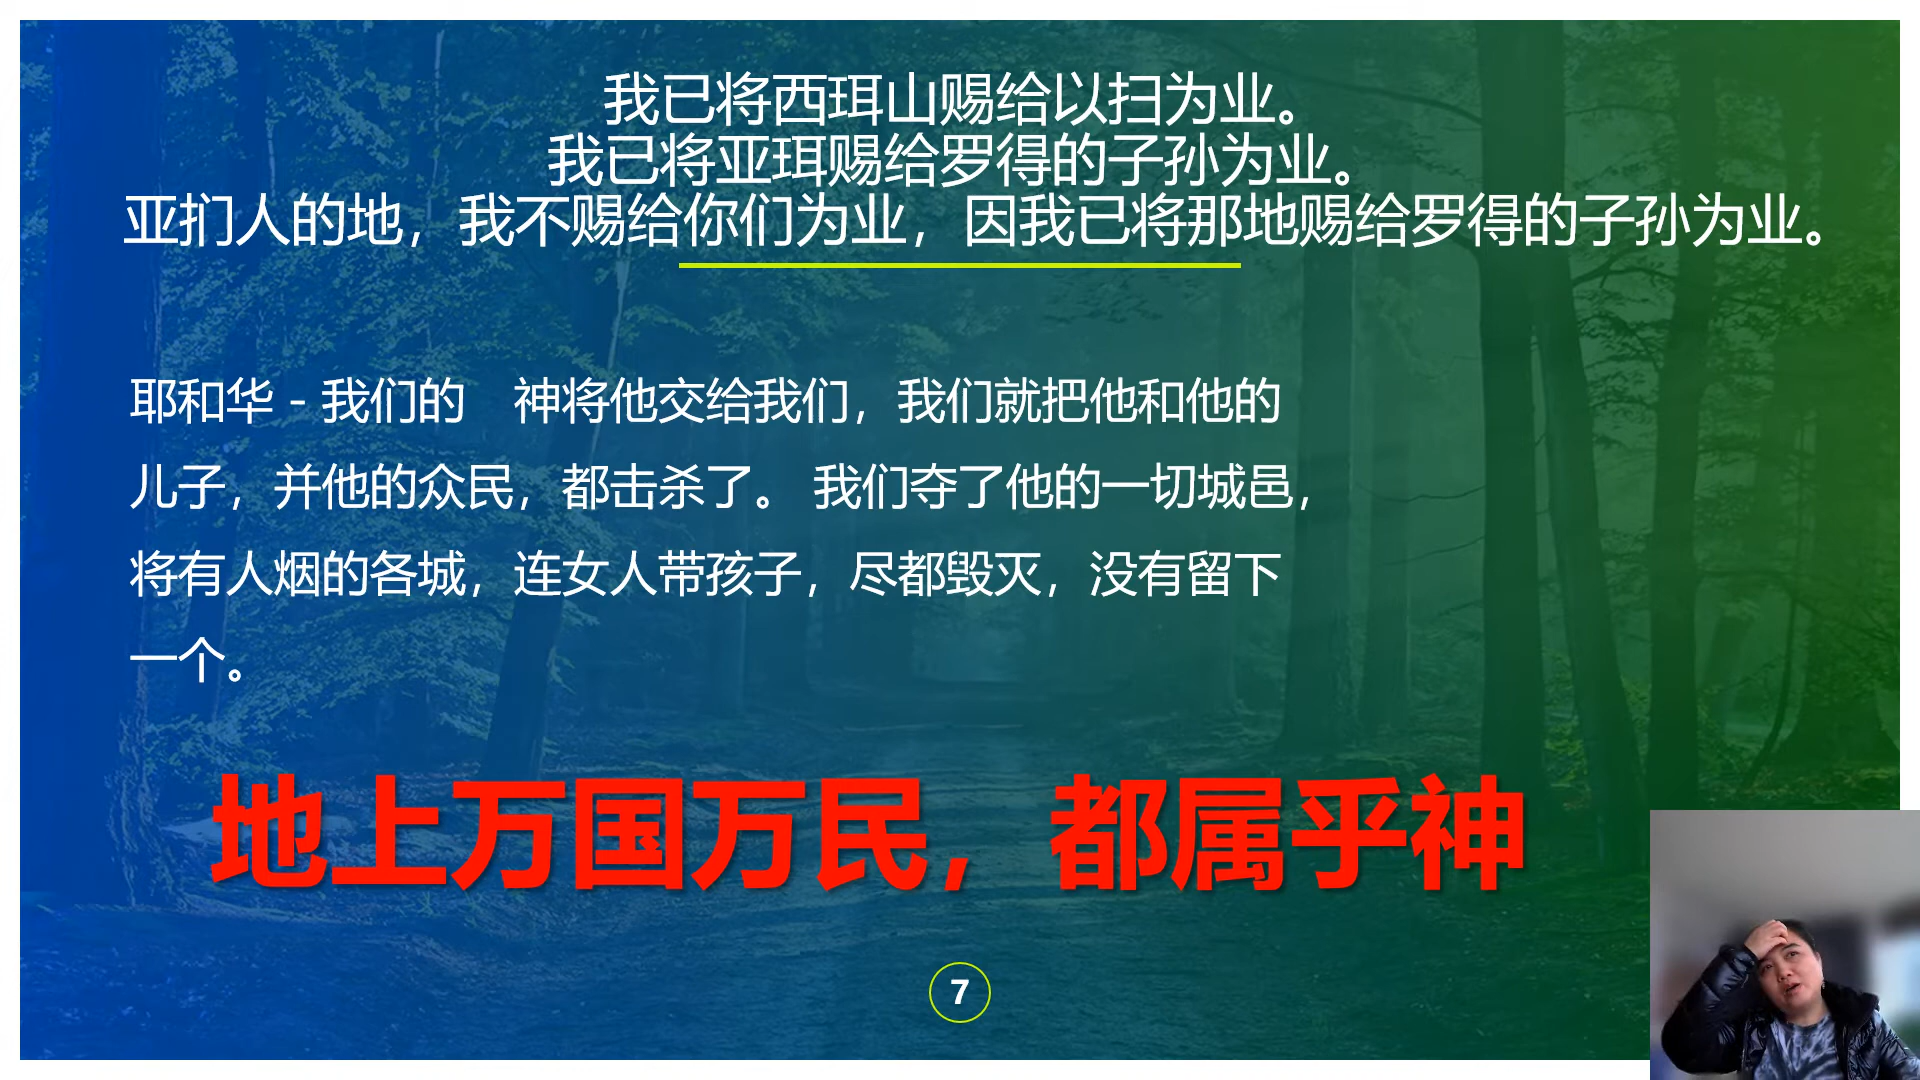 我已将西珥山赐给以扫为业。
我已将亚珥赐给罗得的子孙为业。
亚扪人的地，我不赐给你们为业，因我已将那地赐给罗得的子孙为业。
耶和华－我们的　神将他交给我们，我们就把他和他的
儿子，并他的众民，都击杀了。 我们夺了他的一切城邑，
将有人烟的各城，连女人带孩子，尽都毁灭，没有留下
一个。
地上万国万民，都属乎神
7